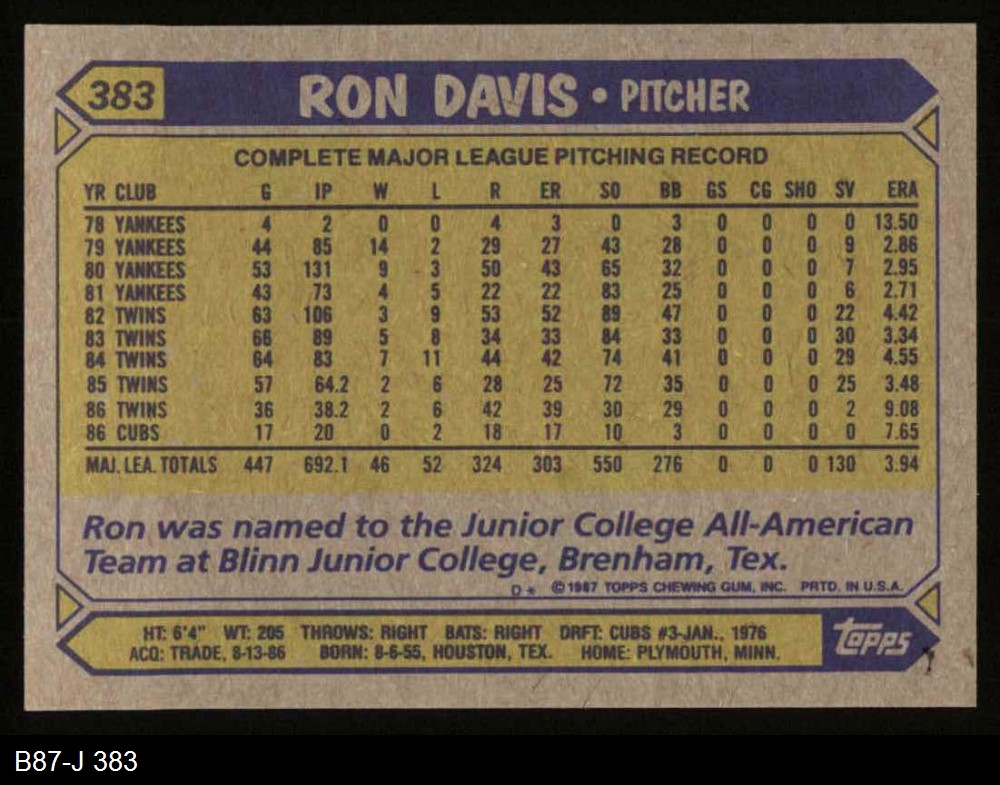 383 RON DAVIS • PITCHER
COMPLETE MAJOR LEAGUE PITCHING RECORD
YR CLUB G IP W L R ER SO BB GS CG SHO SV ERA
78 YANKEES 4 2 0 0 4 3 0 3 0 0 0 0 13.50
79 YANKEES 44 85 14 2 29 27 43 28 0 0 0 9 2.86
80 YANKEES 53 131 9 3 50 43 65 32 0 0 0 7 2.95
81 YANKEES 43 73 4 5 22 22 83 25 0 0 0 6 2.71
82 TWINS 63 106 3 9 53 52 89 47 0 0 0 22 4.42
83 TWINS 66 89 5 8 34 33 84 33 0 0 0 30 3.34
84 TWINS 64 83 7 11 44 42 74 41 0 0 0 29 4.55
85 TWINS 57 64.2 2 6 28 25 72 35 0 0 0 25 3.48
86 TWINS 36 38.2 2 6 42 39 30 29 0 0 0 2 9.08
86 CUBS 17 20 0 2 18 17 10 3 0 0 0 0 7.65
MAJ. LEA. TOTALS 447 692.1 46 52 324 303 550 276 0 0 0 130 3.94
Ron was named to the Junior College All-American
Team at Blinn Junior College, Brenham, Tex.
D* © 1987 TOPPS CHEWING GUM, INC. PRTD. IN U.S.A.
HT: 6'4" WT: 205 THROWS: RIGHT BATS: RIGHT DRFT: CUBS #3-JAN., 1976
ACQ: TRADE, 8-13-86 BORN: 8-6-55, HOUSTON, TEX. HOME: PLYMOUTH, MINN.
topps
B87-J 383